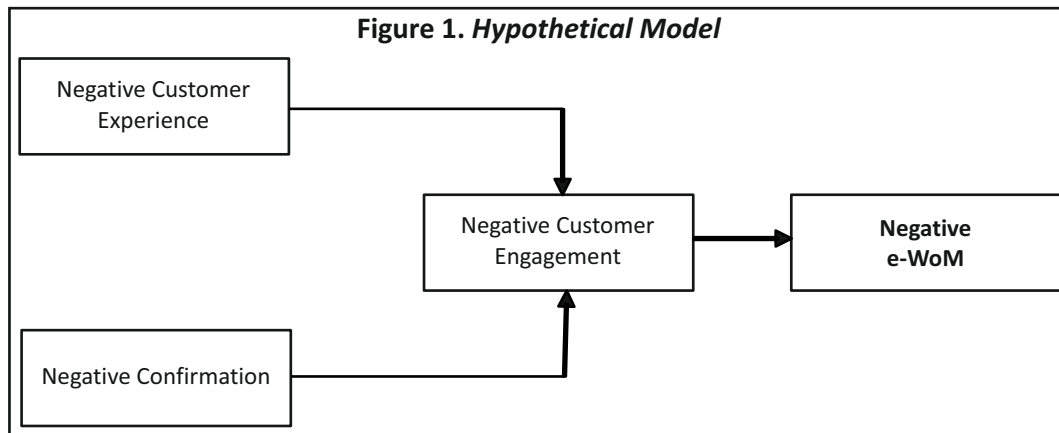 Figure 1. Hypothetical Model
Negative Customer
Experience
Negative Customer
Engagement
Negative
e-WoM
Negative Confirmation